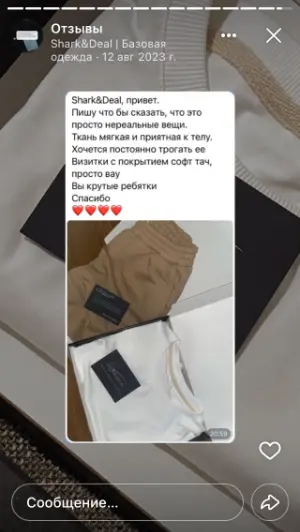 Отзывы
Shark&Deal | Базовая
одежда · 12 авг 2023 г.
Shark&Deal, привет.
Пишу что бы сказать, что это
просто нереальные вещи.
Ткань мягкая и приятная к телу.
Хочется постоянно трогать ее
Визитки с покрытием софт тач,
просто вау
Вы крутые ребятки
Спасибо
❤️❤️❤️❤️
20:59
Сообщение...